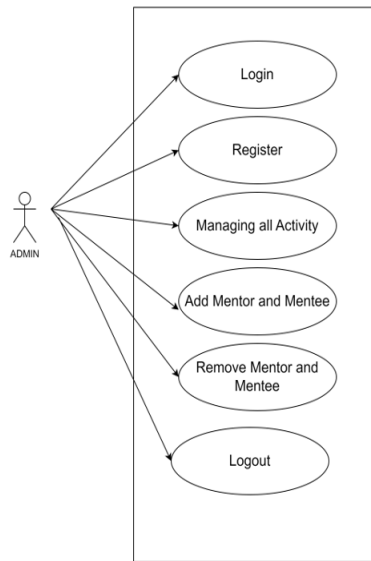 Login
Register
ADMIN
Managing all Activity
Add Mentor and Mentee
Remove Mentor and
Mentee
Logout